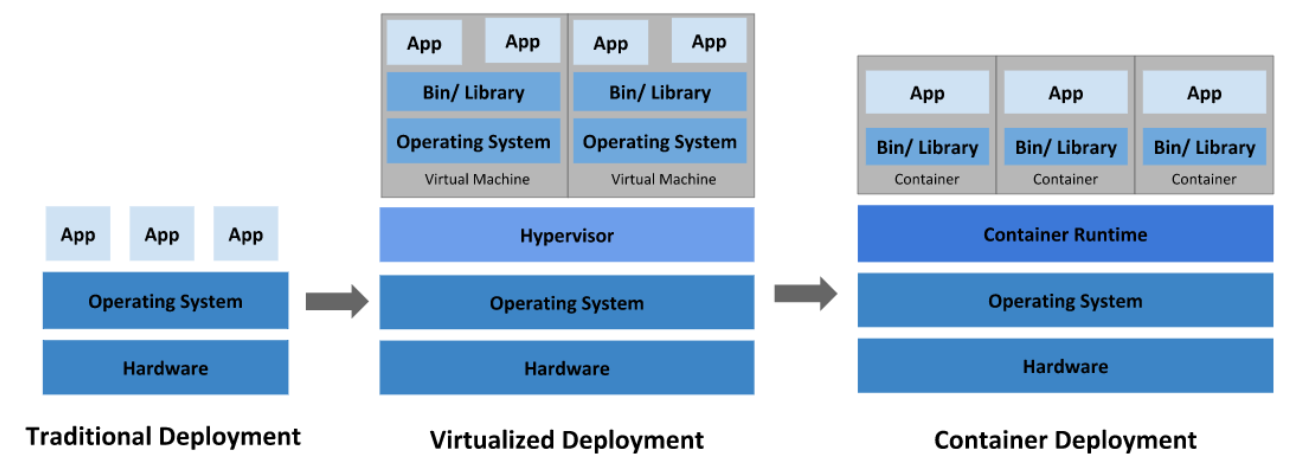 App
App
App
Operating System
Hardware
Traditional Deployment
App
App
App
App
Bin/ Library
Bin/ Library
Operating System
Operating System
Virtual Machine
Virtual Machine
Hypervisor
Operating System
Hardware
Virtualized Deployment
App
App
App
Bin/ Library
Bin/ Library
Bin/ Library
Container
Container
Container
Container Runtime
Operating System
Hardware
Container Deployment